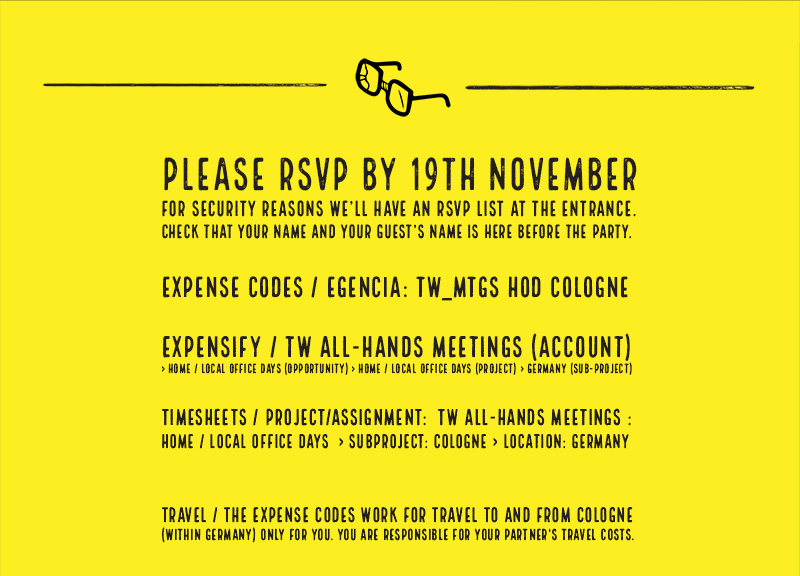 PLEASE RSVP BY 19TH NOVEMBER
FOR SECURITY REASONS WE'LL HAVE AN RSVP LIST AT THE ENTRANCE.
CHECK THAT YOUR NAME AND YOUR GUEST'S NAME IS HERE BEFORE THE PARTY.
EXPENSE CODES / EGENCIA: TW_MTGS HOD COLOGNE
EXPENSIFY / TW ALL-HANDS MEETINGS (ACCOUNT)
> HOME / LOCAL OFFICE DAYS (OPPORTUNITY) > HOME / LOCAL OFFICE DAYS (PROJECT) > GERMANY (SUB-PROJECT)
TIMESHEETS / PROJECT/ASSIGNMENT: TW ALL-HANDS MEETINGS :
HOME / LOCAL OFFICE DAYS > SUBPROJECT: COLOGNE > LOCATION: GERMANY
TRAVEL / THE EXPENSE CODES WORK FOR TRAVEL TO AND FROM COLOGNE
(WITHIN GERMANY) ONLY FOR YOU. YOU ARE RESPONSIBLE FOR YOUR PARTNER'S TRAVEL COSTS.